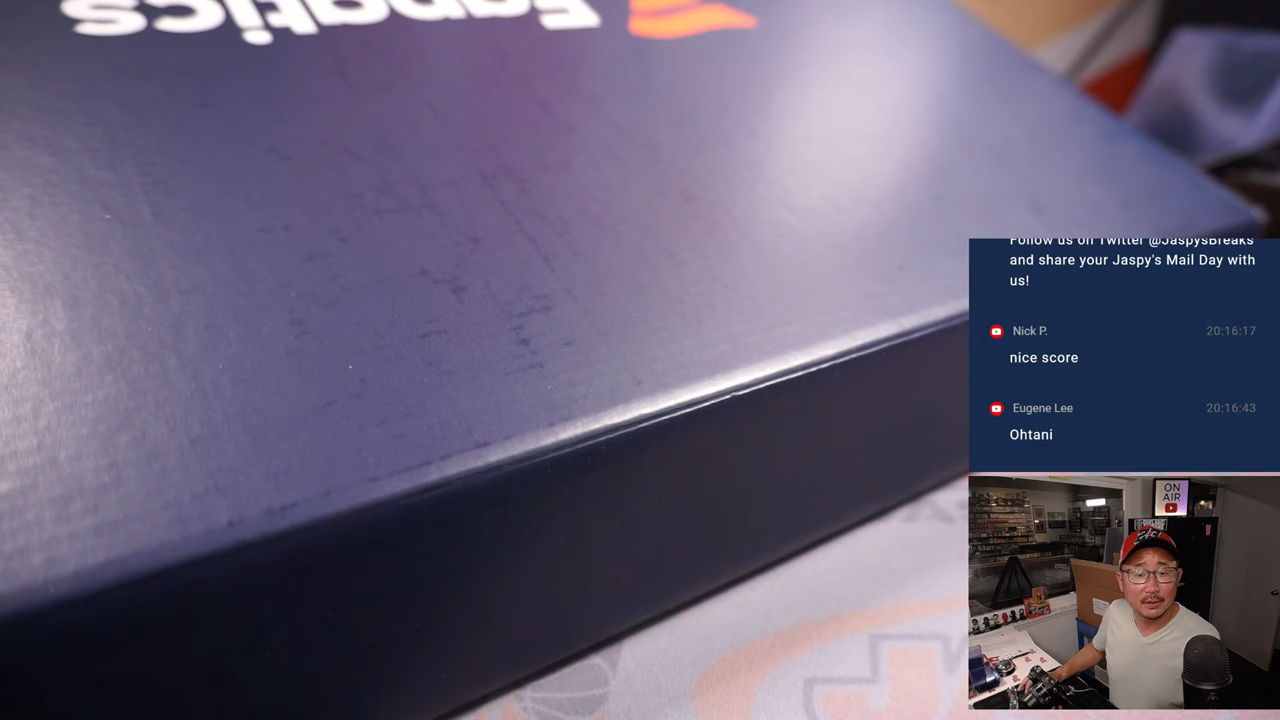 Fanatics
Follow us on Twitter @JaspysBreaks
and share your Jaspy's Mail Day with
us!
Nick P. 20:16:17
nice score
Eugene Lee 20:16:43
Ohtani
ON
AIR